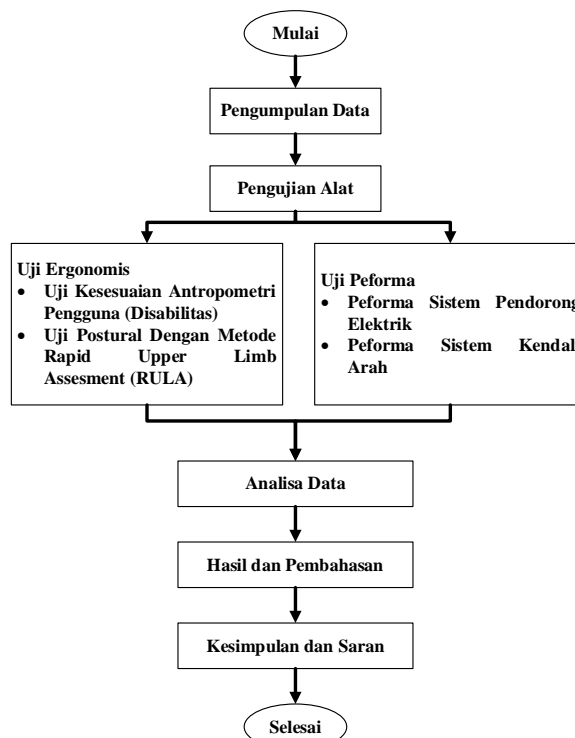 Mulai
Pengumpulan Data
Pengujian Alat
Uji Ergonomis
• Uji Kesesuaian Antropometri
Pengguna (Disabilitas)
• Uji Postural Dengan Metode
Rapid Upper Limb
Assesment (RULA)
Uji Peforma
• Peforma Sistem Pendorong
Elektrik
• Peforma Sistem Kendal
Arah
Analisa Data
Hasil dan Pembahasan
Kesimpulan dan Saran
Selesai